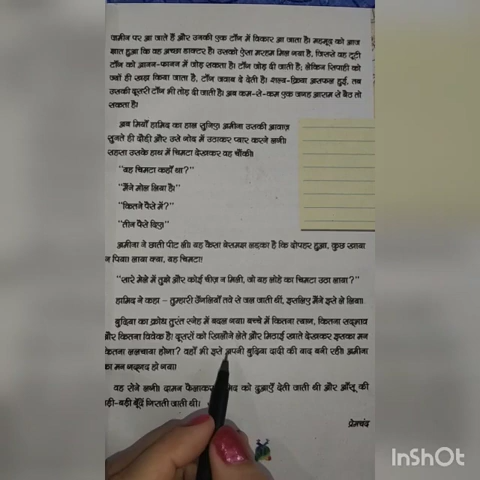 ज़मीन पर आ जाते हैं और उनकी एक टाँग में विकार आ जाता है। महमूद को आज
ज्ञात हुआ कि वह अच्छा डाक्टर है। उसको ऐसा मरहम मिल गया है, जिससे वह टूटी
टाँग को आनन-फानन में जोड़ सकता है। टाँग जोड़ दी जाती है; लेकिन सिपाही को
ज्यों ही खड़ा किया जाता है, टाँग जवाब दे देती है। शल्य-क्रिया असफल हुई, तब
उसकी दूसरी टाँग भी तोड़ दी जाती है। अब कम-से-कम एक जगह आराम से बैठ तो
सकता है।
अब मियाँ हामिद का हाल सुनिए। अमीना उसकी आवाज़
सुनते ही दौड़ी और उसे गोद में उठाकर प्यार करने लगी।
सहसा उसके हाथ में चिमटा देखकर वह चौंकी।
"यह चिमटा कहाँ था?"
"मैंने मोल लिया है।"
"कितने पैसे में?"
"तीन पैसे दिए।"
अमीना ने छाती पीट ली। यह कैसा बेसमझ लड़का है कि दोपहर हुआ, कुछ खाया
न पिया। लाया क्या, यह चिमटा!
"सारे मेले में तुझे और कोई चीज़ न मिली, जो यह लोहे का चिमटा उठा लाया?"
हामिद ने कहा – तुम्हारी उँगलियाँ तवे से जल जाती थीं, इसलिए मैंने इसे ले लिया।
बुढ़िया का क्रोध तुरंत स्नेह में बदल गया। बच्चे में कितना त्याग, कितना सद्भाव
और कितना विवेक है। दूसरों को खिलौने लेते और मिठाई खाते देखकर इसका मन
कितना ललचाया होगा? वहाँ भी इसे अपनी बुढ़िया दादी की याद बनी रही। अमीना
का मन गद्गद हो गया।
वह रोने लगी। दामन फैलाकर हामिद को दुआएँ देती जाती थी और आँसू की
बड़ी-बड़ी बूँदें गिराती जाती थी।
प्रेमचंद
InShOt